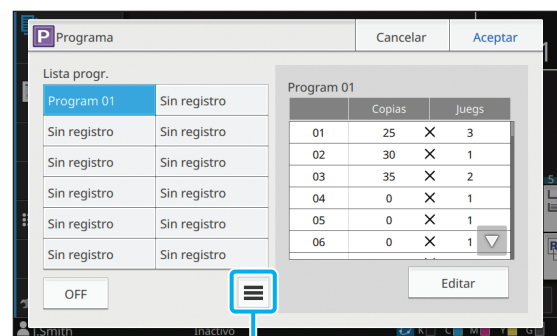 P Programa Cancelar Aceptar
Lista progr.
Program 01 Sin registro
Sin registro Sin registro
Sin registro Sin registro
Sin registro Sin registro
Sin registro Sin registro
Sin registro Sin registro
OFF
Program 01
Copias Juegs
01 25 X 3
02 30 X 1
03 35 X 2
04 0 X 1
05 0 X 1
06 0 X 1
Editar
J.Smith Inactivo K C M Y G